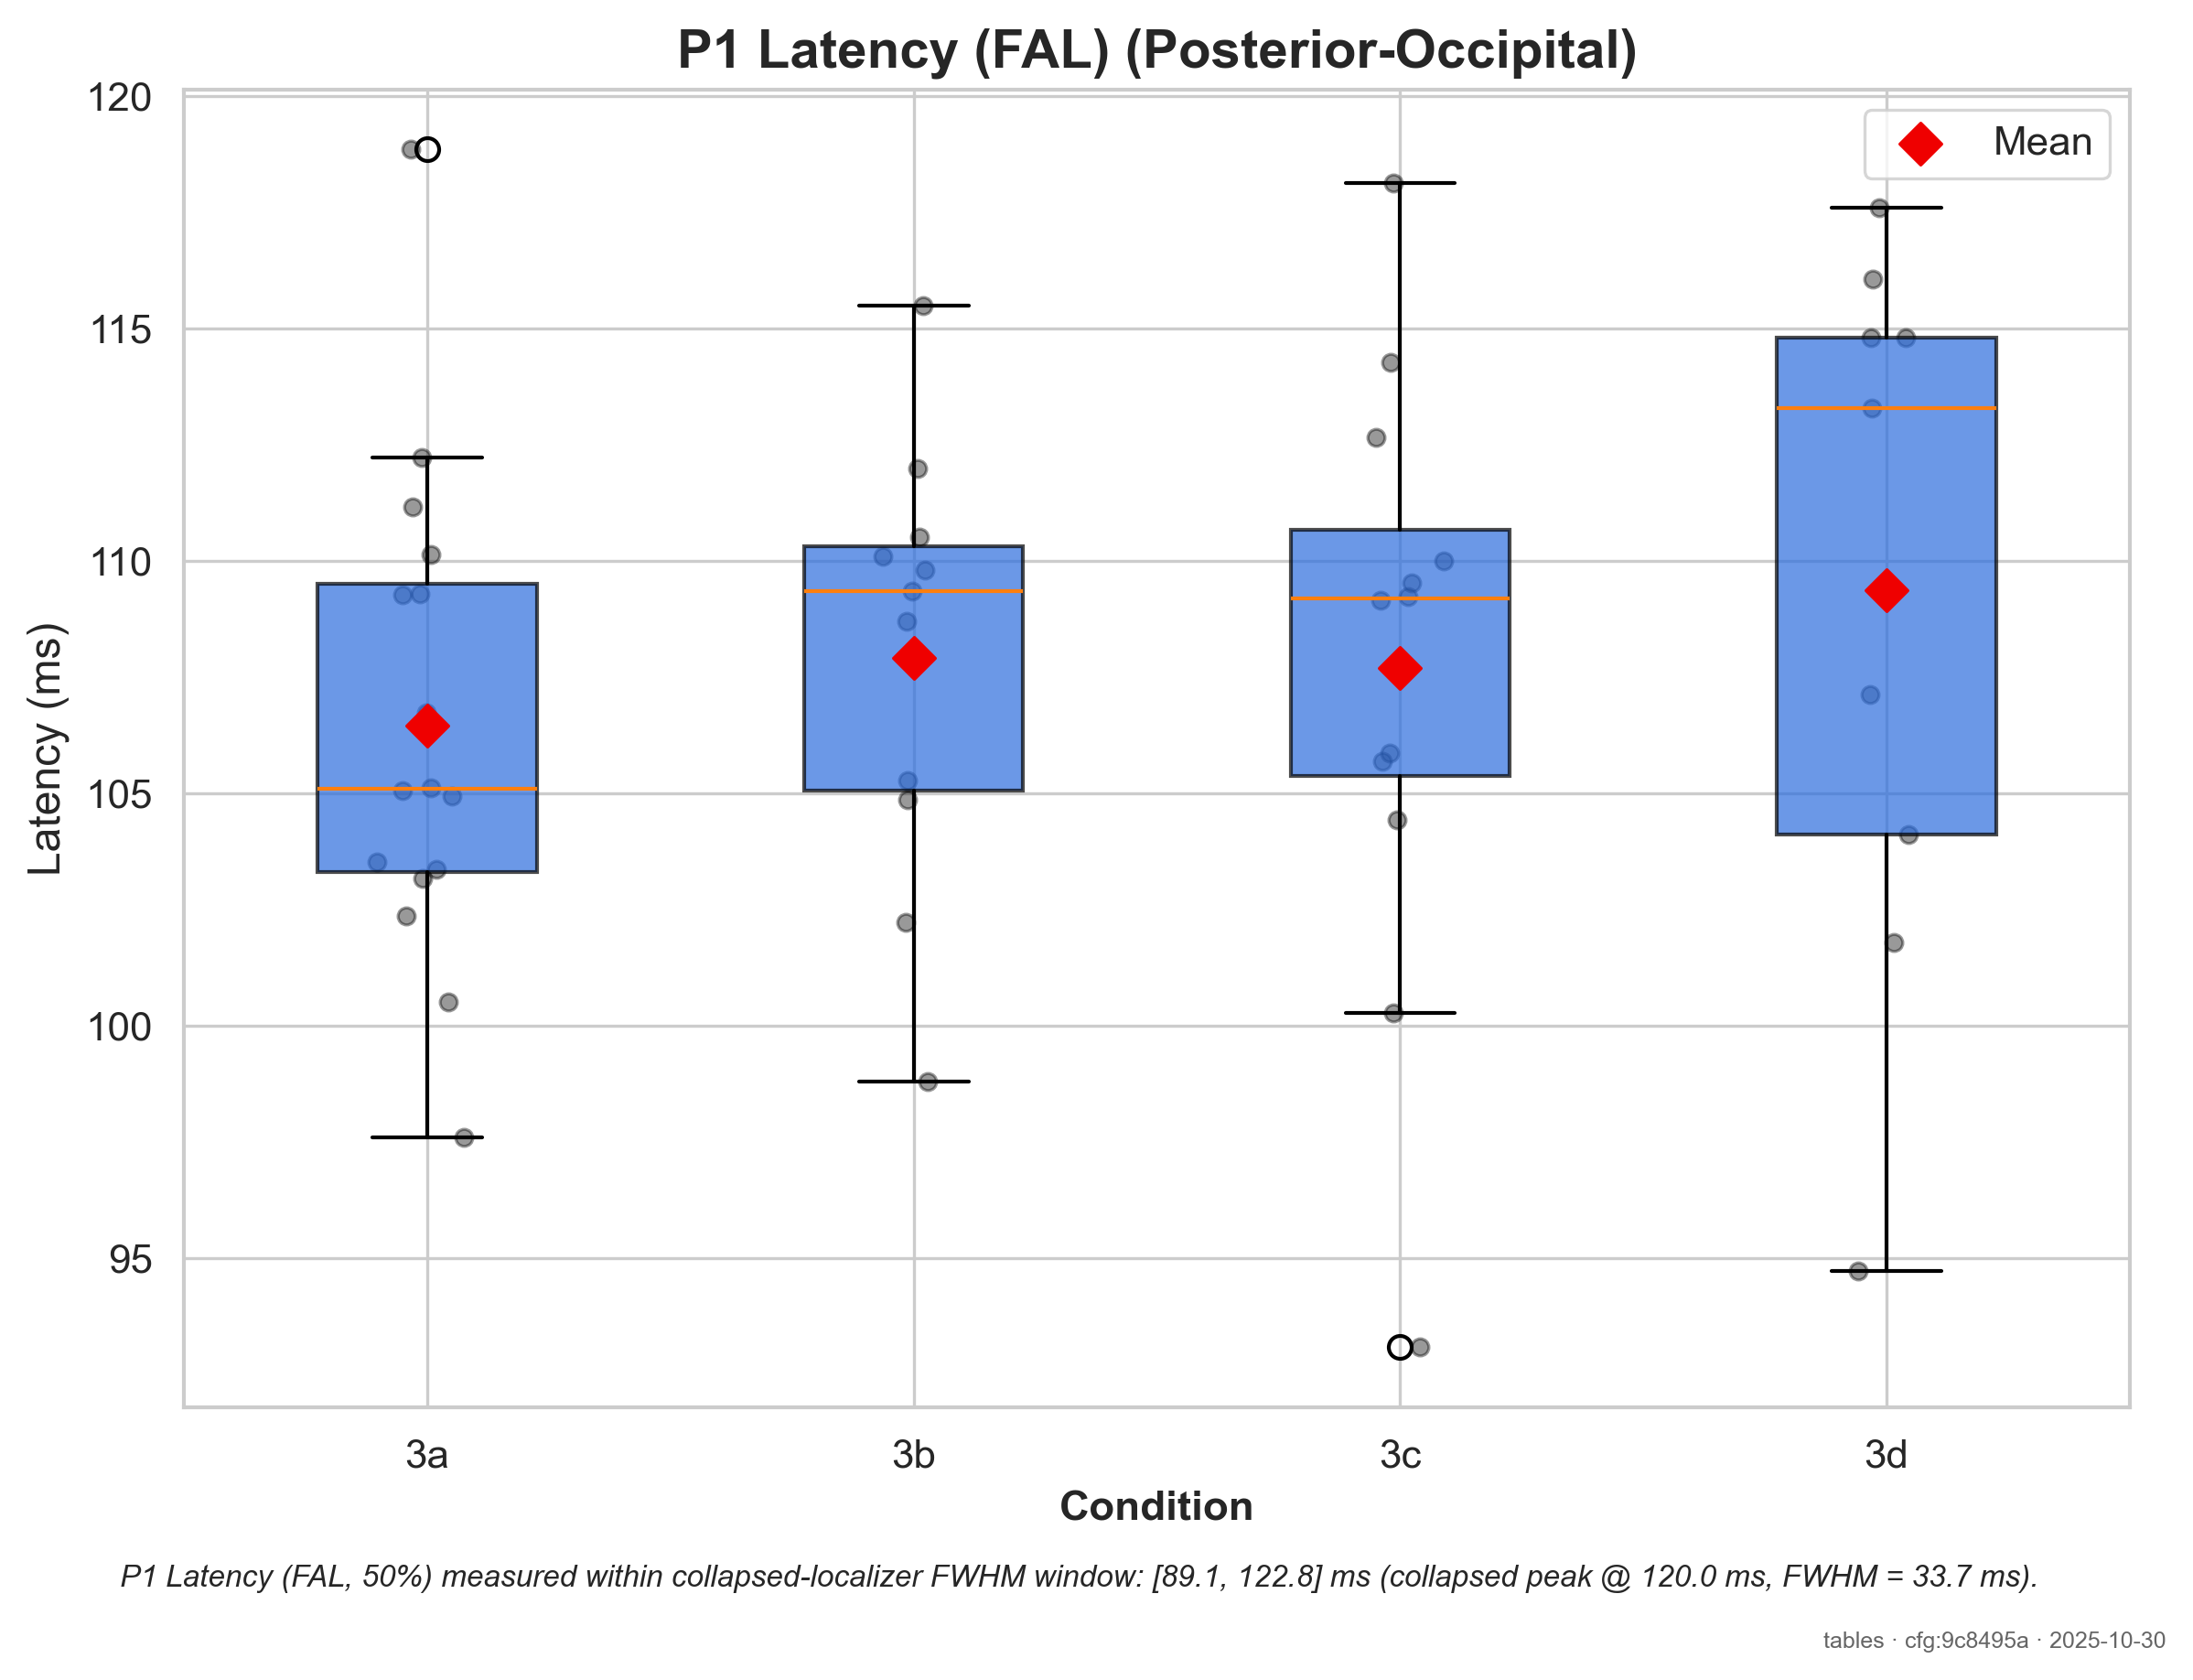 P1 Latency (FAL) (Posterior-Occipital)
120
115
110
105
100
95
Latency (ms)
Mean
3a 3b 3c 3d
Condition
P1 Latency (FAL, 50%) measured within collapsed-localizer FWHM window: [89.1, 122.8] ms (collapsed peak @ 120.0 ms, FWHM = 33.7 ms).
tables · cfg:9c8495a · 2025-10-30